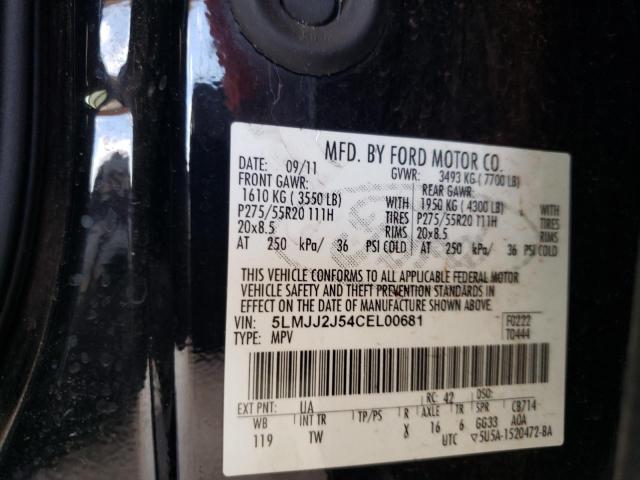 MFD. BY FORD MOTOR CO.
DATE: 09/11 GVWR: 3493 KG ( 7700 LB)
FRONT GAWR: REAR GAWR:
1610 KG ( 3550 LB) WITH 1950 KG ( 4300 LB) WITH
P275/55R20 111H TIRES P275/55R20 111H TIRES
20x8.5 RIMS 20x8.5 RIMS
AT 250 kPa/ 36 PSI COLD AT 250 kPa/ 36 PSI COLD
THIS VEHICLE CONFORMS TO ALL APPLICABLE FEDERAL MOTOR
VEHICLE SAFETY AND THEFT PREVENTION STANDARDS IN
EFFECT ON THE DATE OF MANUFACTURE SHOWN ABOVE.
VIN: 5LMJJ2J54CEL00681 F0222
TYPE: MPV T0444
RC: 42 DSO:
EXT PNT: UA
WB INT TR TP/PS R AXLE TR SPR CB714
119 TW X 16 6 GG33 AOA
UTC ▽5U5A-1520472-BA